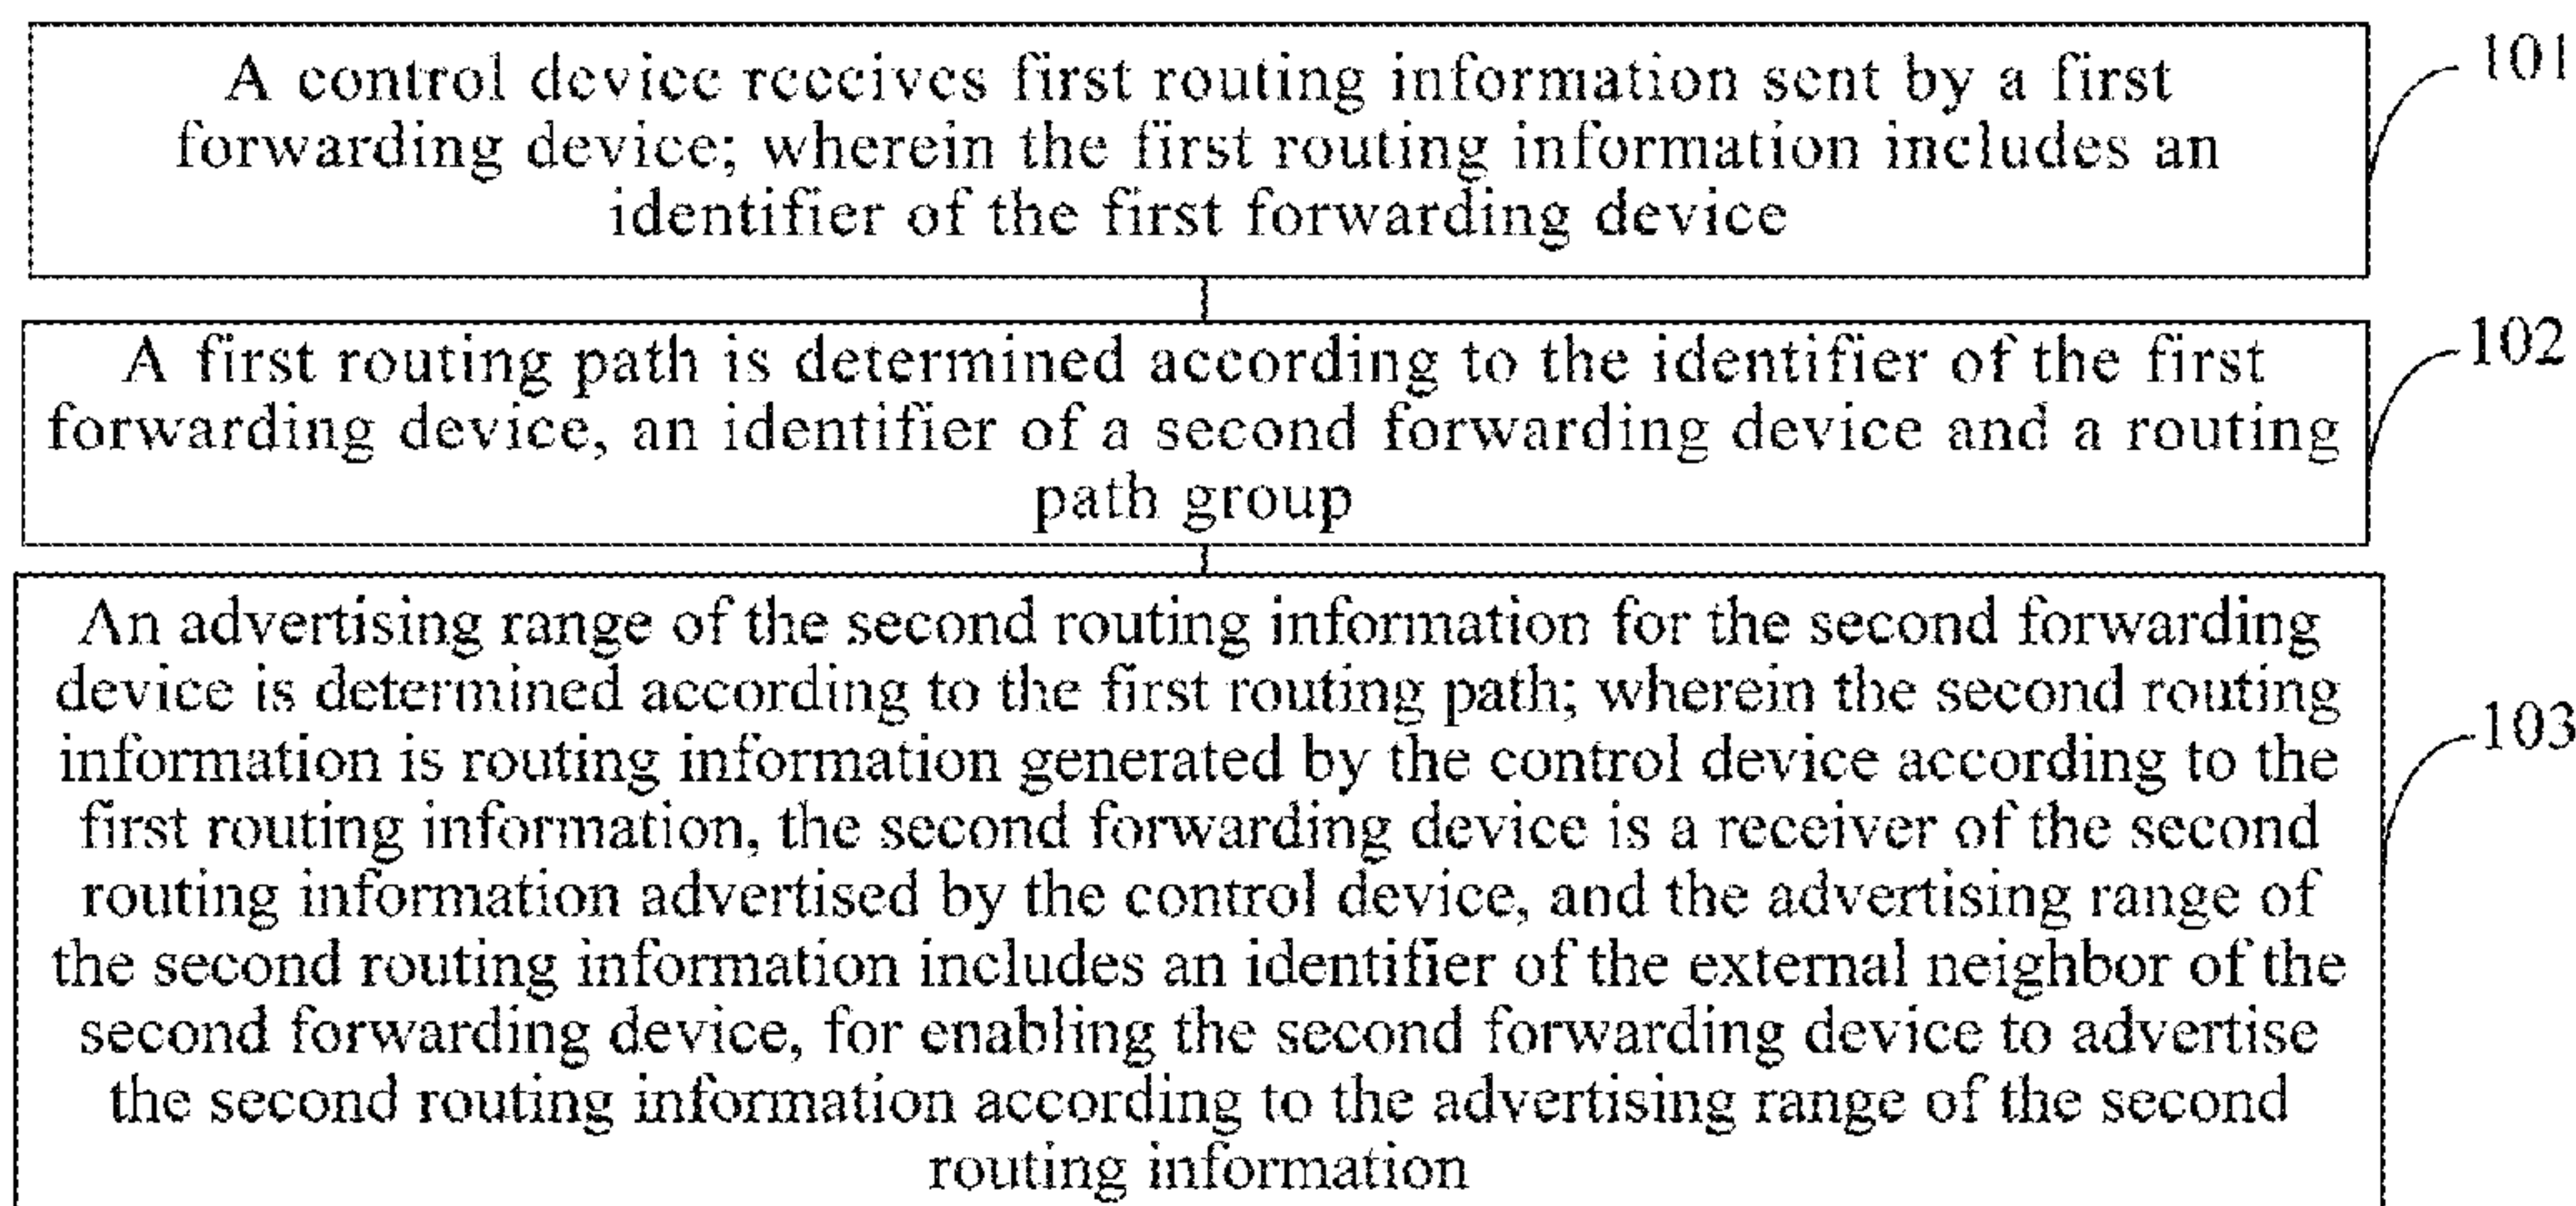 A control device receives first routing information sent by a first
forwarding device; wherein the first routing information includes an
identifier of the first forwarding device
101
A first routing path is determined according to the identifier of the first
forwarding device, an identifier of a second forwarding device and a routing
path group
102
An advertising range of the second routing information for the second forwarding
device is determined according to the first routing path; wherein the second routing
information is routing information generated by the control device according to the
first routing information, the second forwarding device is a receiver of the second
routing information advertised by the control device, and the advertising range of
the second routing information includes an identifier of the external neighbor of the
second forwarding device, for enabling the second forwarding device to advertise
the second routing information according to the advertising range of the second
routing information
103